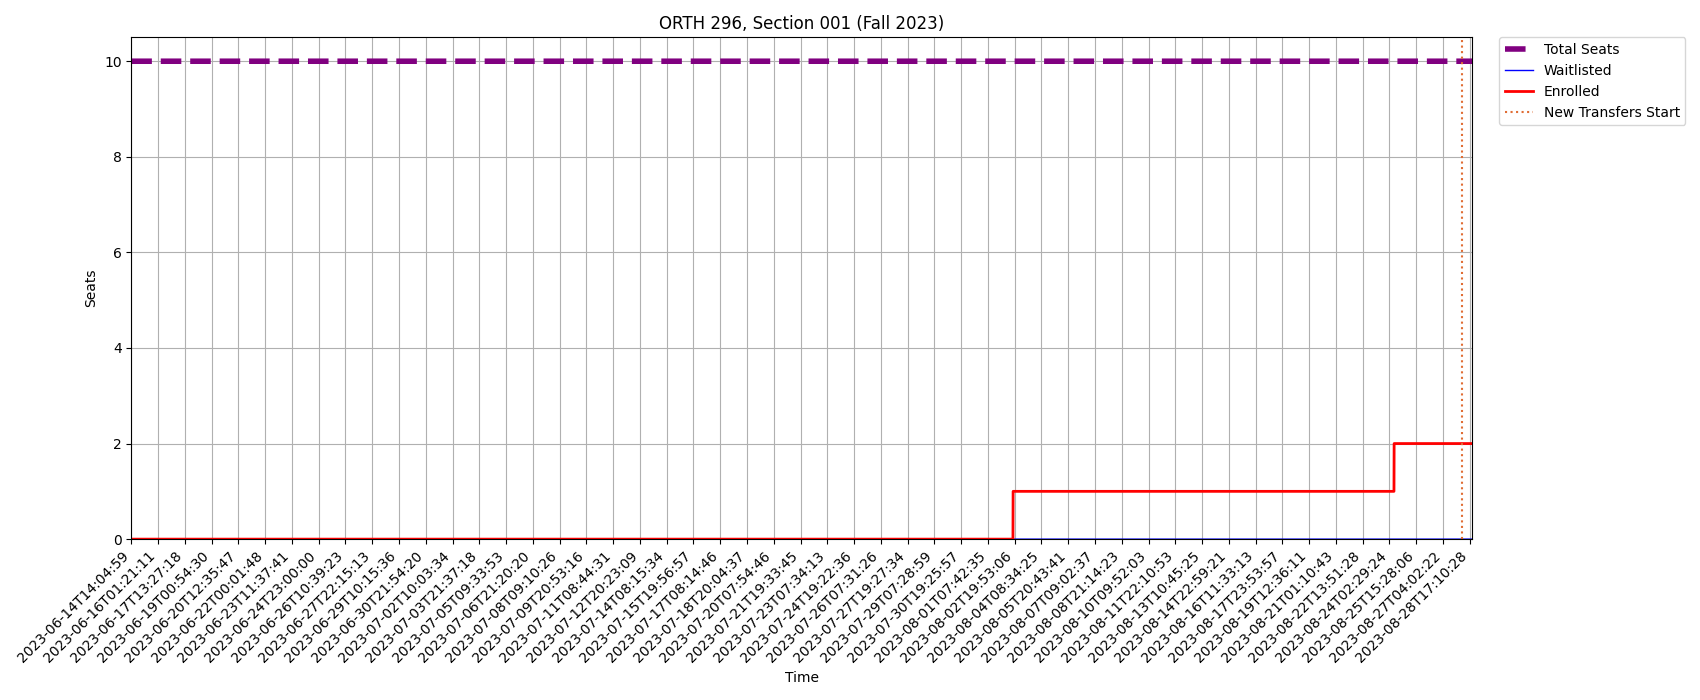 ORTH 296, Section 001 (Fall 2023)
Total Seats
Waitlisted
Enrolled
New Transfers Start
10
8
6
4
2
0
Seats
2023-06-14T14:04:59
2023-06-16T01:21:11
2023-06-17T13:27:18
2023-06-19T00:54:30
2023-06-20T12:35:47
2023-06-22T00:01:48
2023-06-23T11:37:41
2023-06-24T23:00:00
2023-06-26T10:39:23
2023-06-27T22:15:13
2023-06-29T10:15:36
2023-06-30T21:54:20
2023-07-02T10:03:34
2023-07-03T21:37:18
2023-07-05T09:33:53
2023-07-06T21:20:20
2023-07-08T09:10:26
2023-07-09T20:53:16
2023-07-11T08:44:31
2023-07-12T20:23:09
2023-07-14T08:15:34
2023-07-15T19:56:57
2023-07-17T08:14:46
2023-07-18T20:04:37
2023-07-20T07:54:46
2023-07-21T19:33:45
2023-07-23T07:34:13
2023-07-24T19:22:36
2023-07-26T07:31:26
2023-07-27T19:27:34
2023-07-29T07:28:59
2023-07-30T19:25:57
2023-08-01T07:42:35
2023-08-02T19:53:06
2023-08-04T08:34:25
2023-08-05T20:43:41
2023-08-07T09:02:37
2023-08-08T21:14:23
2023-08-10T09:52:03
2023-08-11T22:10:53
2023-08-13T10:45:25
2023-08-14T22:59:21
2023-08-16T11:33:13
2023-08-17T23:53:57
2023-08-19T12:36:11
2023-08-21T01:10:43
2023-08-22T13:51:28
2023-08-24T02:29:24
2023-08-25T15:28:06
2023-08-27T04:02:22
2023-08-28T17:10:28
Time